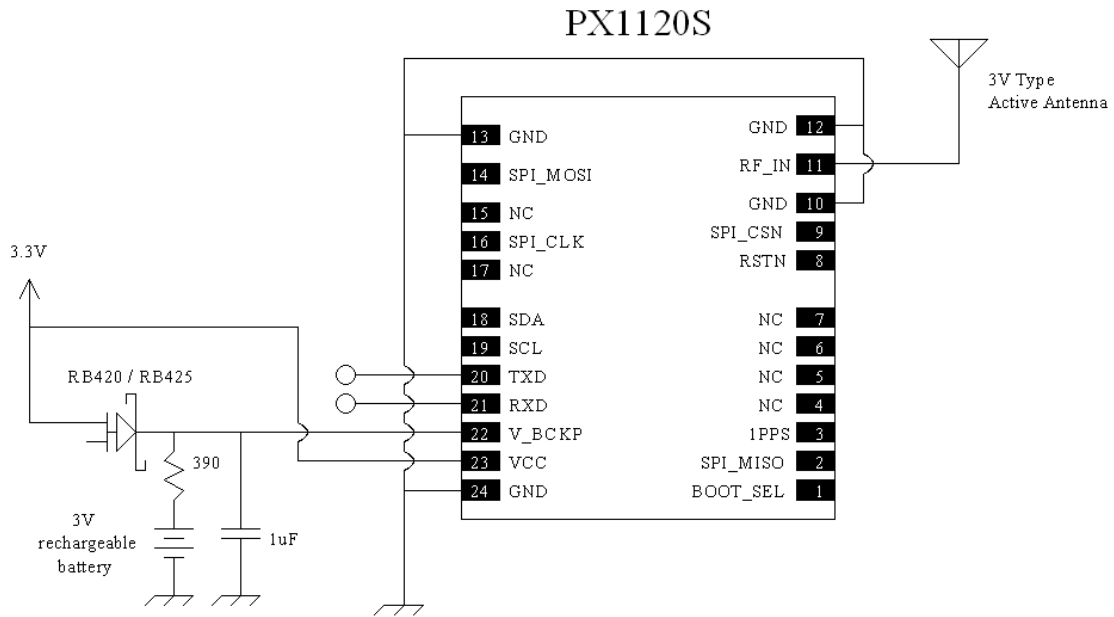 PX1120S
3V Type
Active Antenna
13 GND
14 SPI_MOSI
15 NC
16 SPI_CLK
17 NC
18 SDA
19 SCL
20 TXD
21 RXD
22 V_BCKP
23 VCC
24 GND
GND 12
RF_IN 11
GND 10
SPI_CSN 9
RSTN 8
NC 7
NC 6
NC 5
NC 4
1PPS 3
SPI_MISO 2
BOOT_SEL 1
3.3V
RB420 / RB425
390
3V
rechargeable
battery
1uF